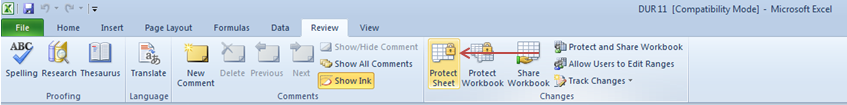 DUR 11 [Compatibility Mode] - Microsoft Excel
File Home Insert Page Layout Formulas Data Review View
ABC
Spelling Research Thesaurus
Translate
New Comment
Delete Previous Next
Show/Hide Comment
Show All Comments
Show Ink
Protect Sheet
Protect Workbook
Share Workbook
Protect and Share Workbook
Allow Users to Edit Ranges
Track Changes
Proofing Language Comments Changes